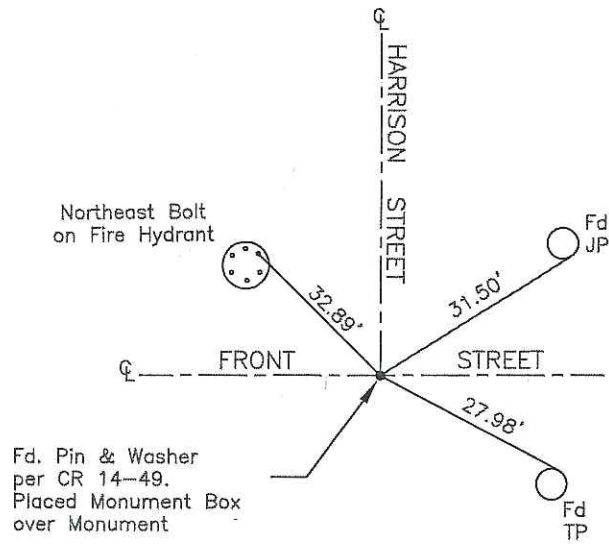 ℄
HARRISON STREET
Northeast Bolt
on Fire Hydrant
Fd
JP
32.89'
31.50'
℄ FRONT STREET
27.98'
Fd. Pin & Washer
per CR 14-49.
Placed Monument Box
over Monument
Fd
TP